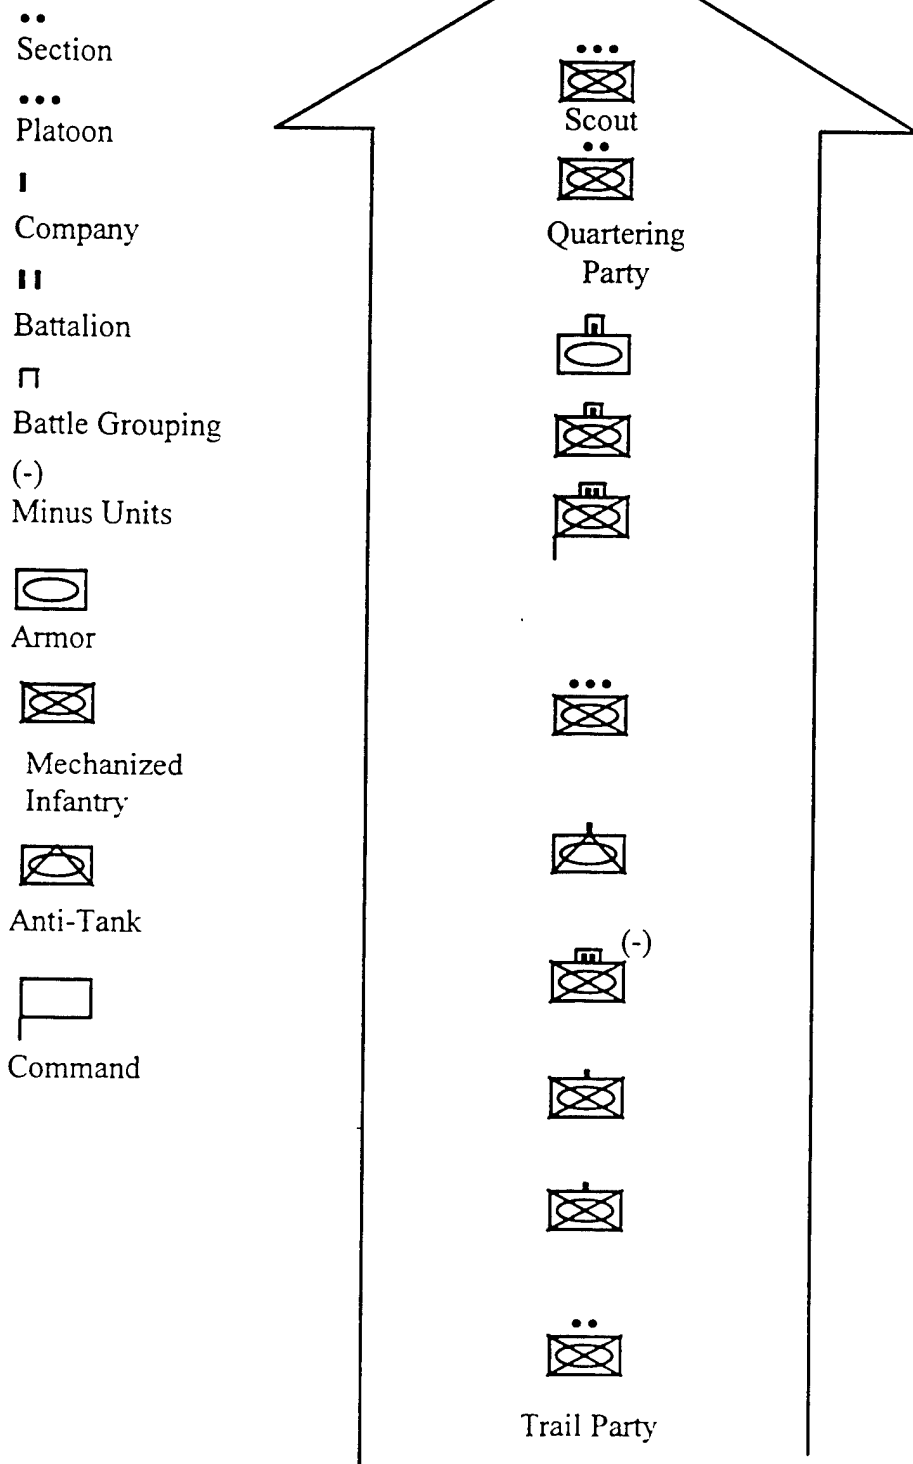 Section
Platoon
Company
Battalion
Battle Grouping
(-)
Minus Units
Armor
Mechanized
Infantry
Anti-Tank
Command
Scout
Quartering
Party
(-)
Trail Party